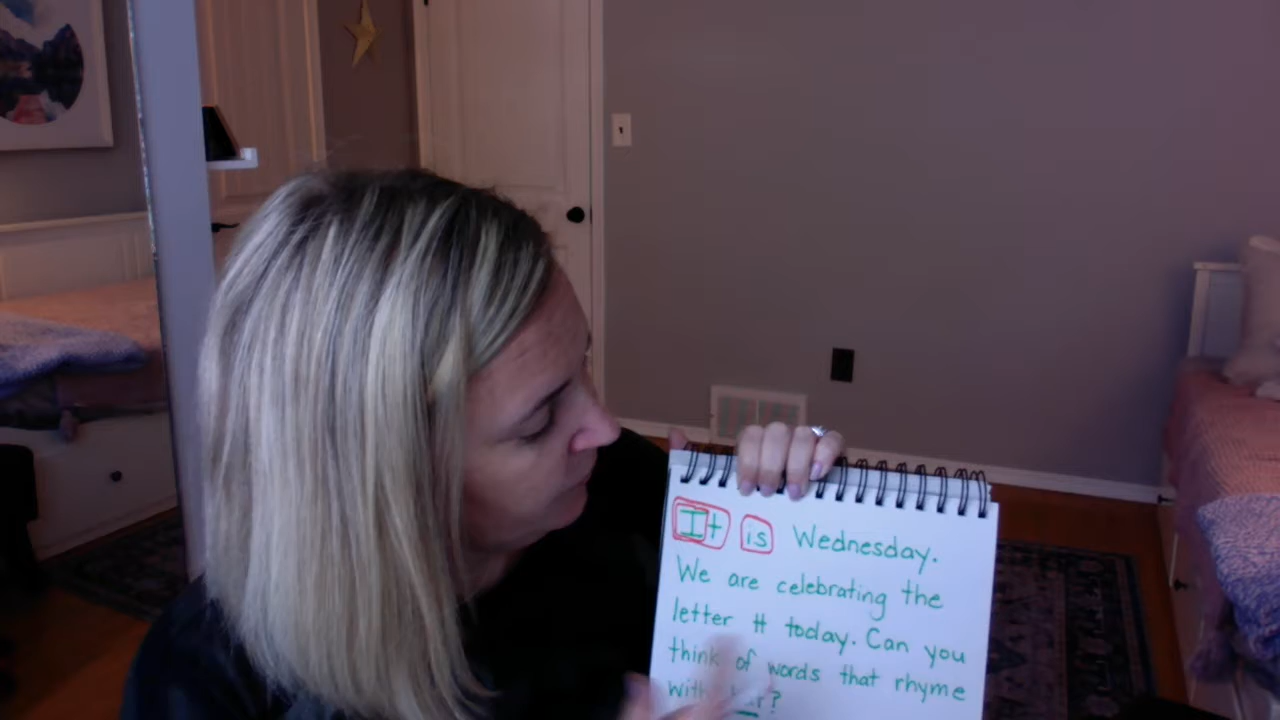 It is Wednesday.
We are celebrating the
letter H today. Can you
think of words that rhyme
with